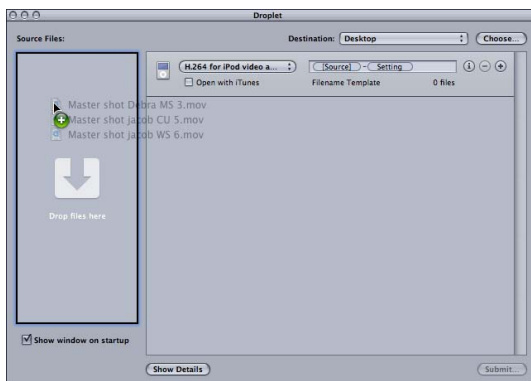 Droplet
Source Files:
Destination: Desktop
Choose...
H.264 for iPod video a...
[Source] - Setting
Open with iTunes
Filename Template
0 files
Master shot Debra MS 3.mov
Master shot Jacob CU 5.mov
Master shot Jacob WS 6.mov
Drop files here
Show window on startup
Show Details
Submit...